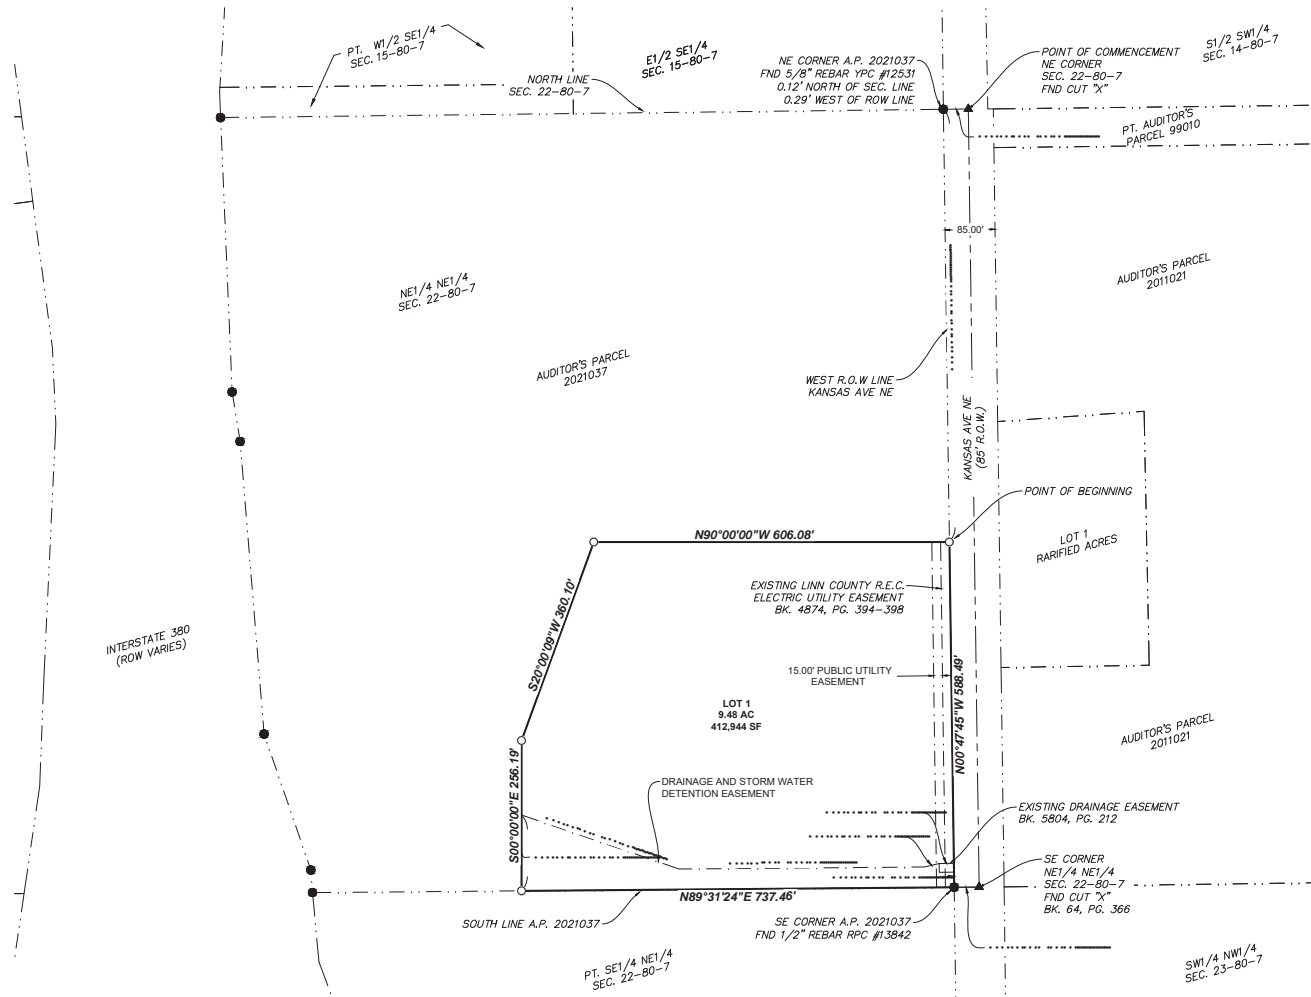 PT. W1/2 SE1/4
SEC. 15-80-7
E1/2 SE1/4
SEC. 15-80-7
NORTH LINE
SEC. 22-80-7
NE CORNER A.P. 2021037
FND 5/8" REBAR YPC #12531
0.12' NORTH OF SEC. LINE
0.29' WEST OF ROW LINE
POINT OF COMMENCEMENT
NE CORNER
SEC. 22-80-7
FND CUT "X"
S1/2 SW1/4
SEC. 14-80-7
PT. AUDITOR'S
PARCEL 99010
85.00'
NE1/4 NE1/4
SEC. 22-80-7
AUDITOR'S PARCEL
2011021
AUDITOR'S PARCEL
2021037
WEST R.O.W LINE
KANSAS AVE NE
KANSAS AVE NE
(85' R.O.W.)
POINT OF BEGINNING
LOT 1
RARIFIED ACRES
N90°00'00"W 606.08'
EXISTING LINN COUNTY R.E.C.
ELECTRIC UTILITY EASEMENT
BK. 4874, PG. 394-398
S20°00'09"W 360.10'
INTERSTATE 380
(ROW VARIES)
15.00' PUBLIC UTILITY
EASEMENT
N00°47'45"W 588.49'
LOT 1
9.48 AC
412,944 SF
AUDITOR'S PARCEL
2011021
S00°00'00"E 256.19'
DRAINAGE AND STORM WATER
DETENTION EASEMENT
EXISTING DRAINAGE EASEMENT
BK. 5804, PG. 212
SE CORNER
NE1/4 NE1/4
SEC. 22-80-7
FND CUT "X"
BK. 64, PG. 366
N89°31'24"E 737.46'
SOUTH LINE A.P. 2021037
SE CORNER A.P. 2021037
FND 1/2" REBAR RPC #13842
PT. SE1/4 NE1/4
SEC. 22-80-7
SW1/4 NW1/4
SEC. 23-80-7